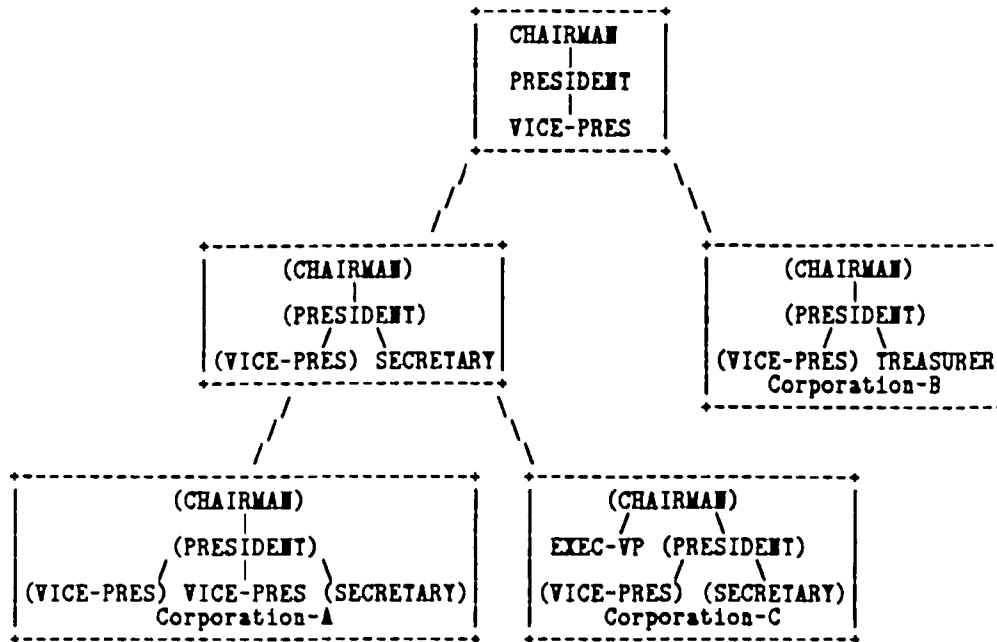 CHAIRMAN
PRESIDENT
VICE-PRES
(CHAIRMAN)
(PRESIDENT)
(VICE-PRES) SECRETARY
(CHAIRMAN)
(PRESIDENT)
(VICE-PRES) TREASURER
Corporation-B
(CHAIRMAN)
(PRESIDENT)
(VICE-PRES) VICE-PRES (SECRETARY)
Corporation-A
(CHAIRMAN)
EXEC-VP (PRESIDENT)
(VICE-PRES) (SECRETARY)
Corporation-C